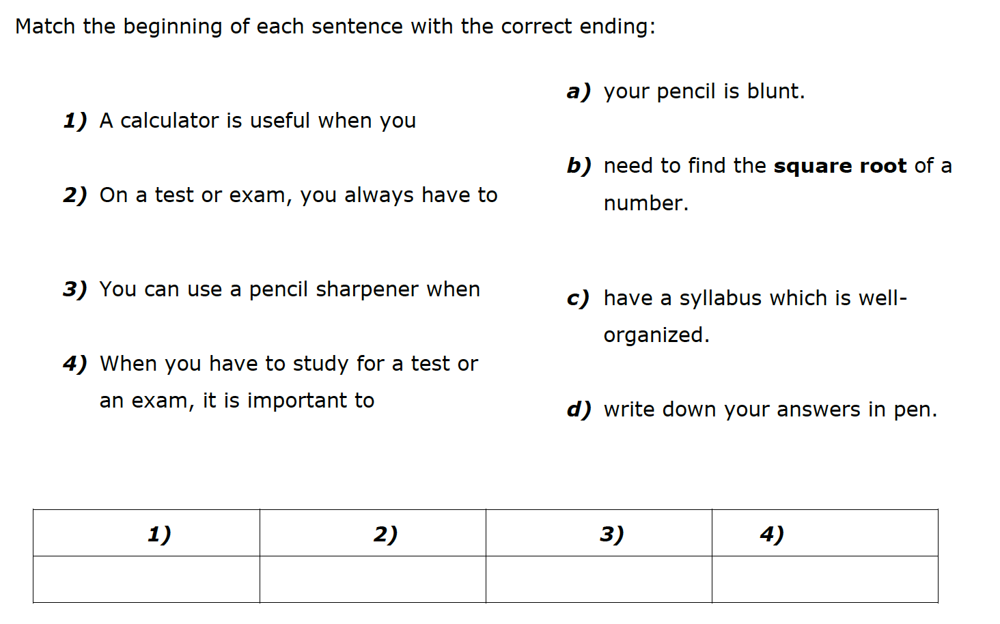 Match the beginning of each sentence with the correct ending:
1) A calculator is useful when you
2) On a test or exam, you always have to
3) You can use a pencil sharpener when
4) When you have to study for a test or
an exam, it is important to
a) your pencil is blunt.
b) need to find the square root of a
number.
c) have a syllabus which is well-
organized.
d) write down your answers in pen.
1) 2) 3) 4)